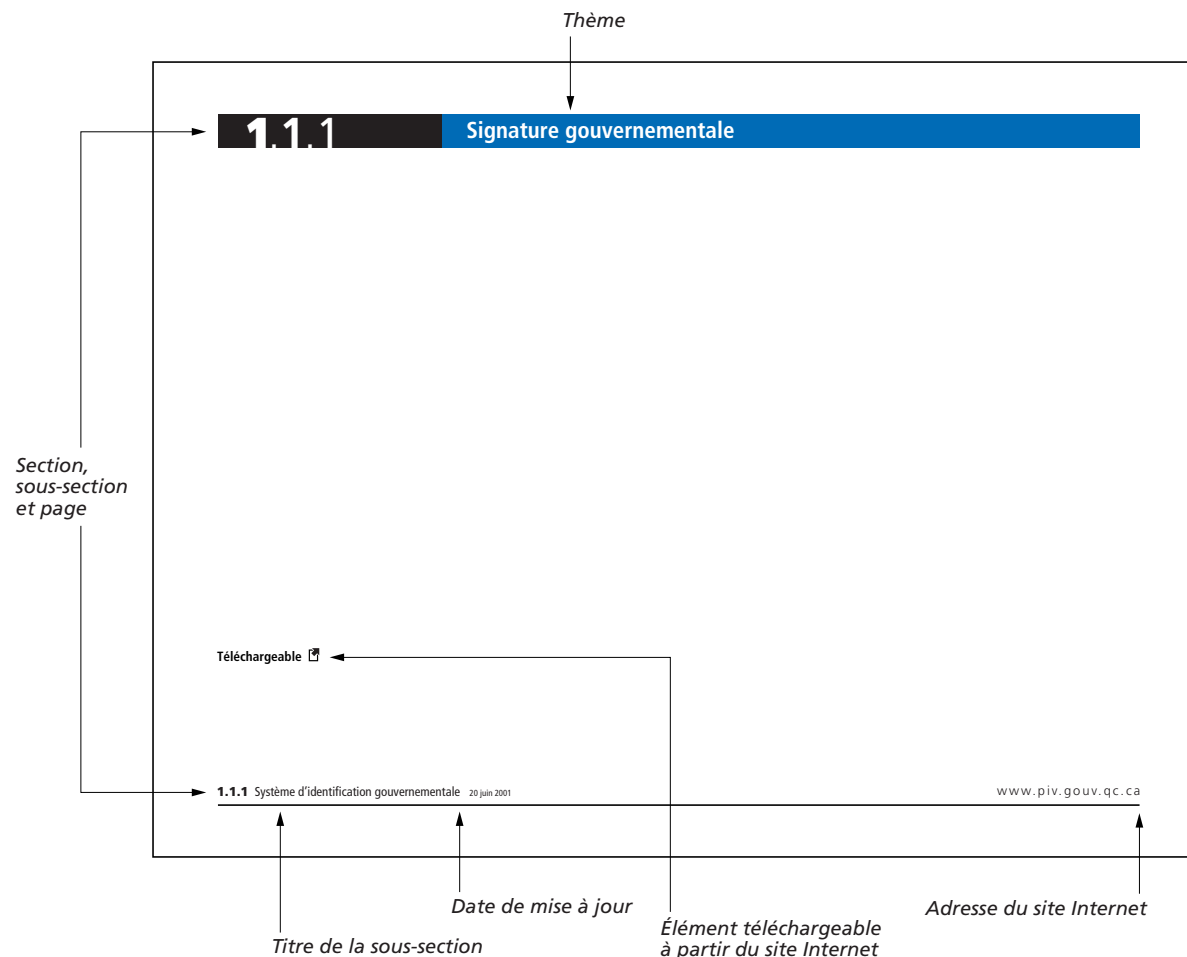 Thème
1.1.1 Signature gouvernementale
Section,
sous-section
et page
Téléchargeable
1.1.1 Système d'identification gouvernementale 20 juin 2001 www.piv.gouv.qc.ca
Date de mise à jour
Adresse du site Internet
Élément téléchargeable
à partir du site Internet
Titre de la sous-section